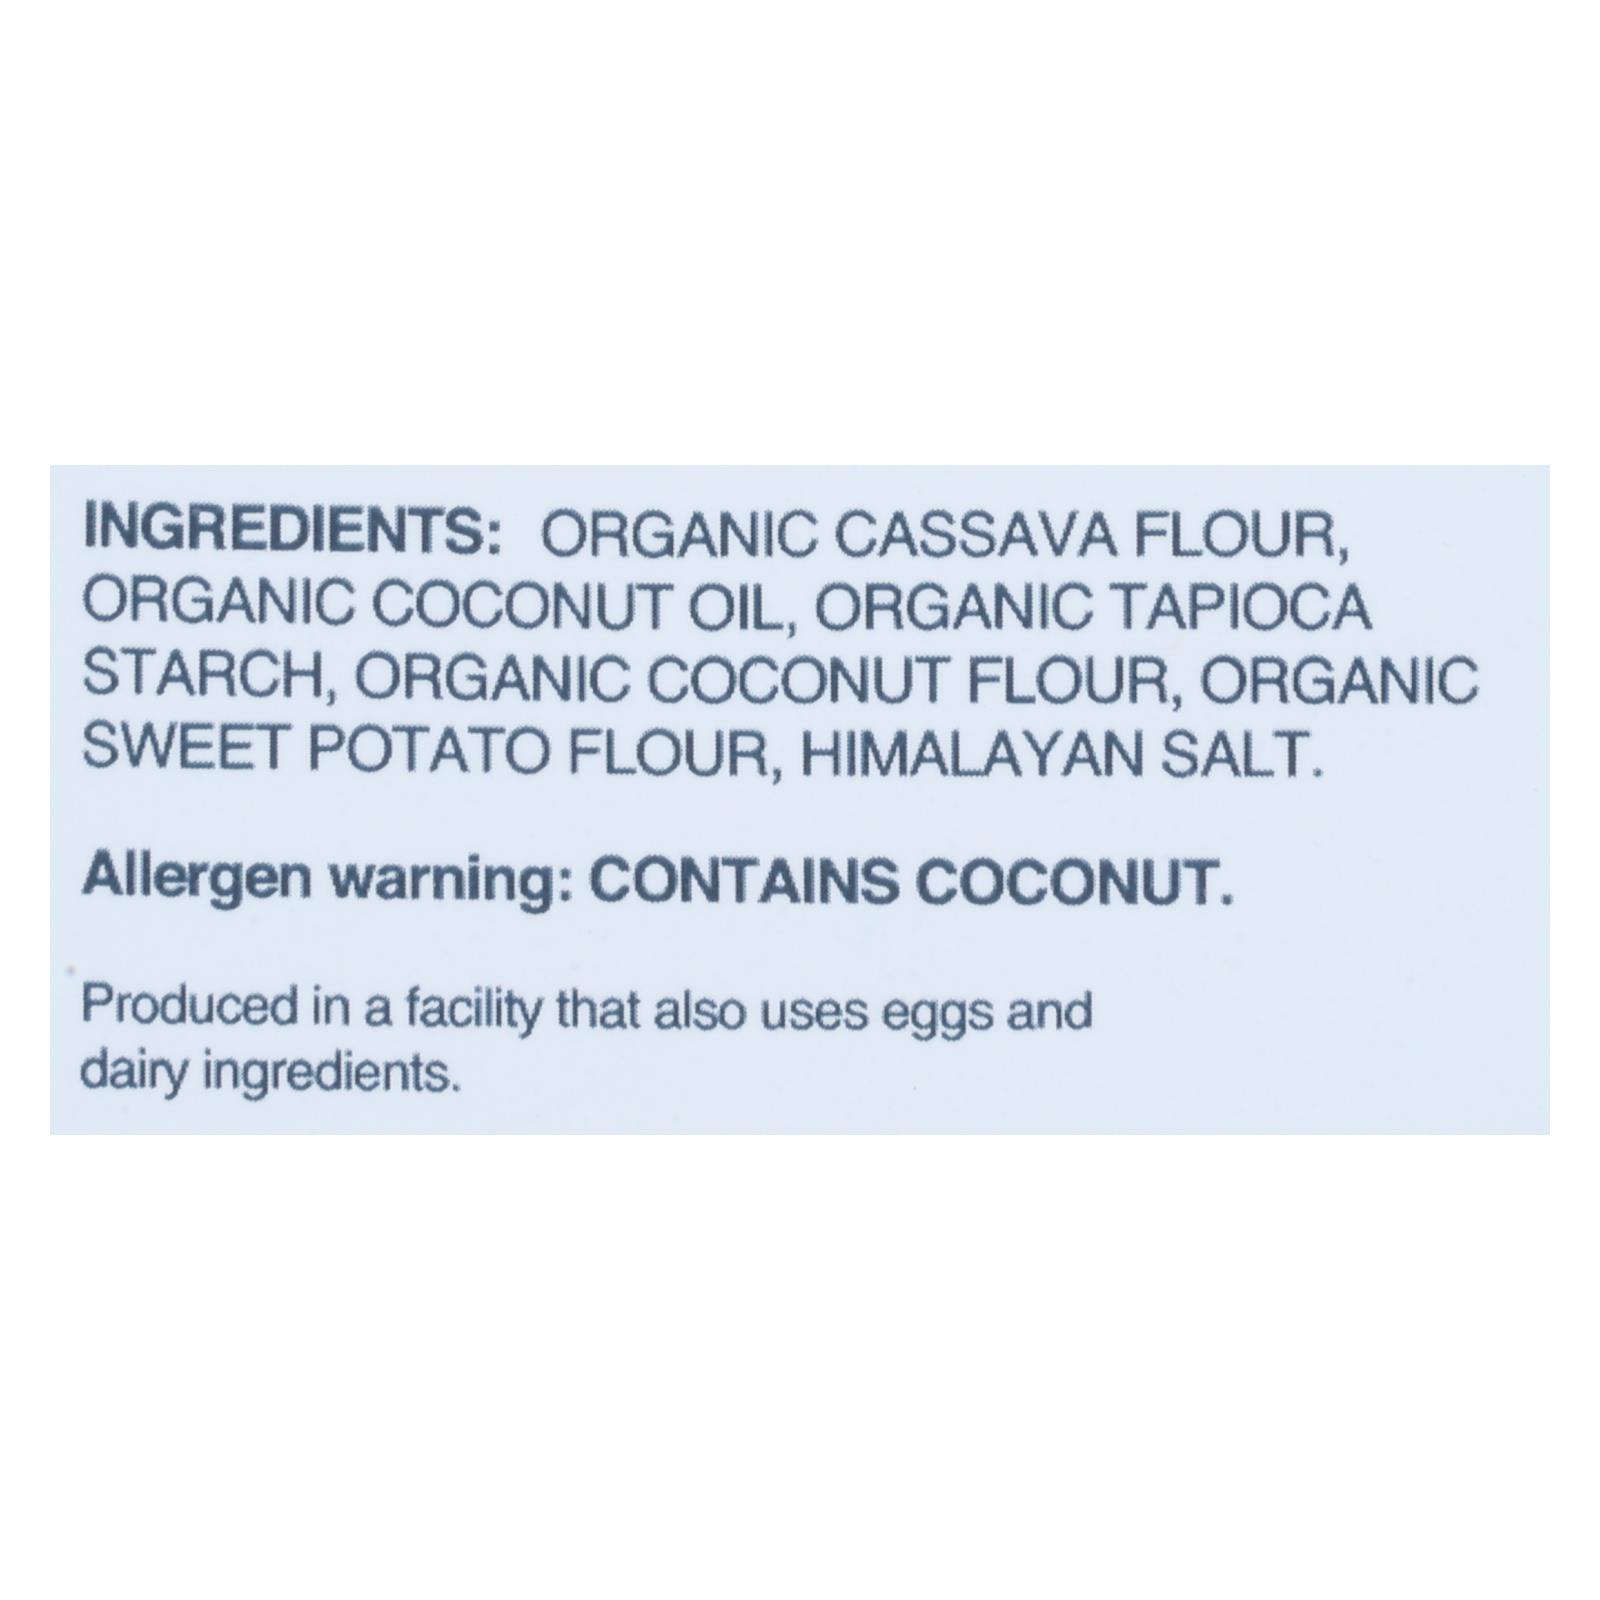 INGREDIENTS: ORGANIC CASSAVA FLOUR,
ORGANIC COCONUT OIL, ORGANIC TAPIOCA
STARCH, ORGANIC COCONUT FLOUR, ORGANIC
SWEET POTATO FLOUR, HIMALAYAN SALT.
Allergen warning: CONTAINS COCONUT.
Produced in a facility that also uses eggs and
dairy ingredients.